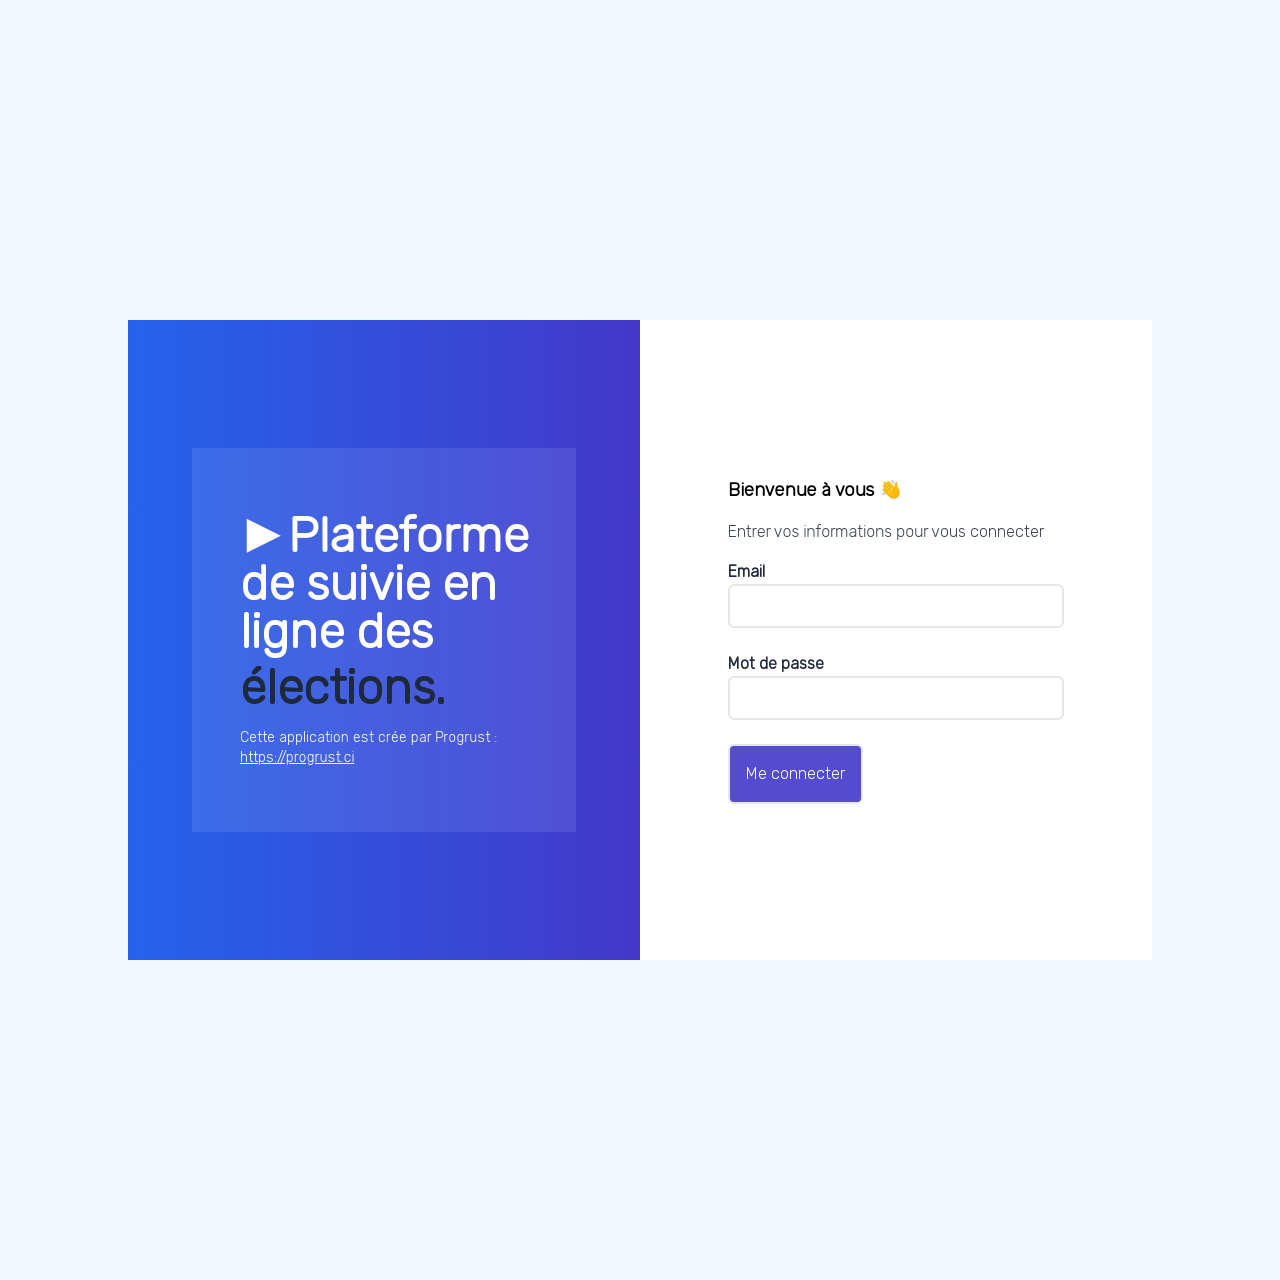 ►Plateforme
de suivie en
ligne des
élections.
Cette application est crée par Progrust :
https://progrust.ci
Bienvenue à vous 👋
Entrer vos informations pour vous connecter
Email
Mot de passe
Me connecter